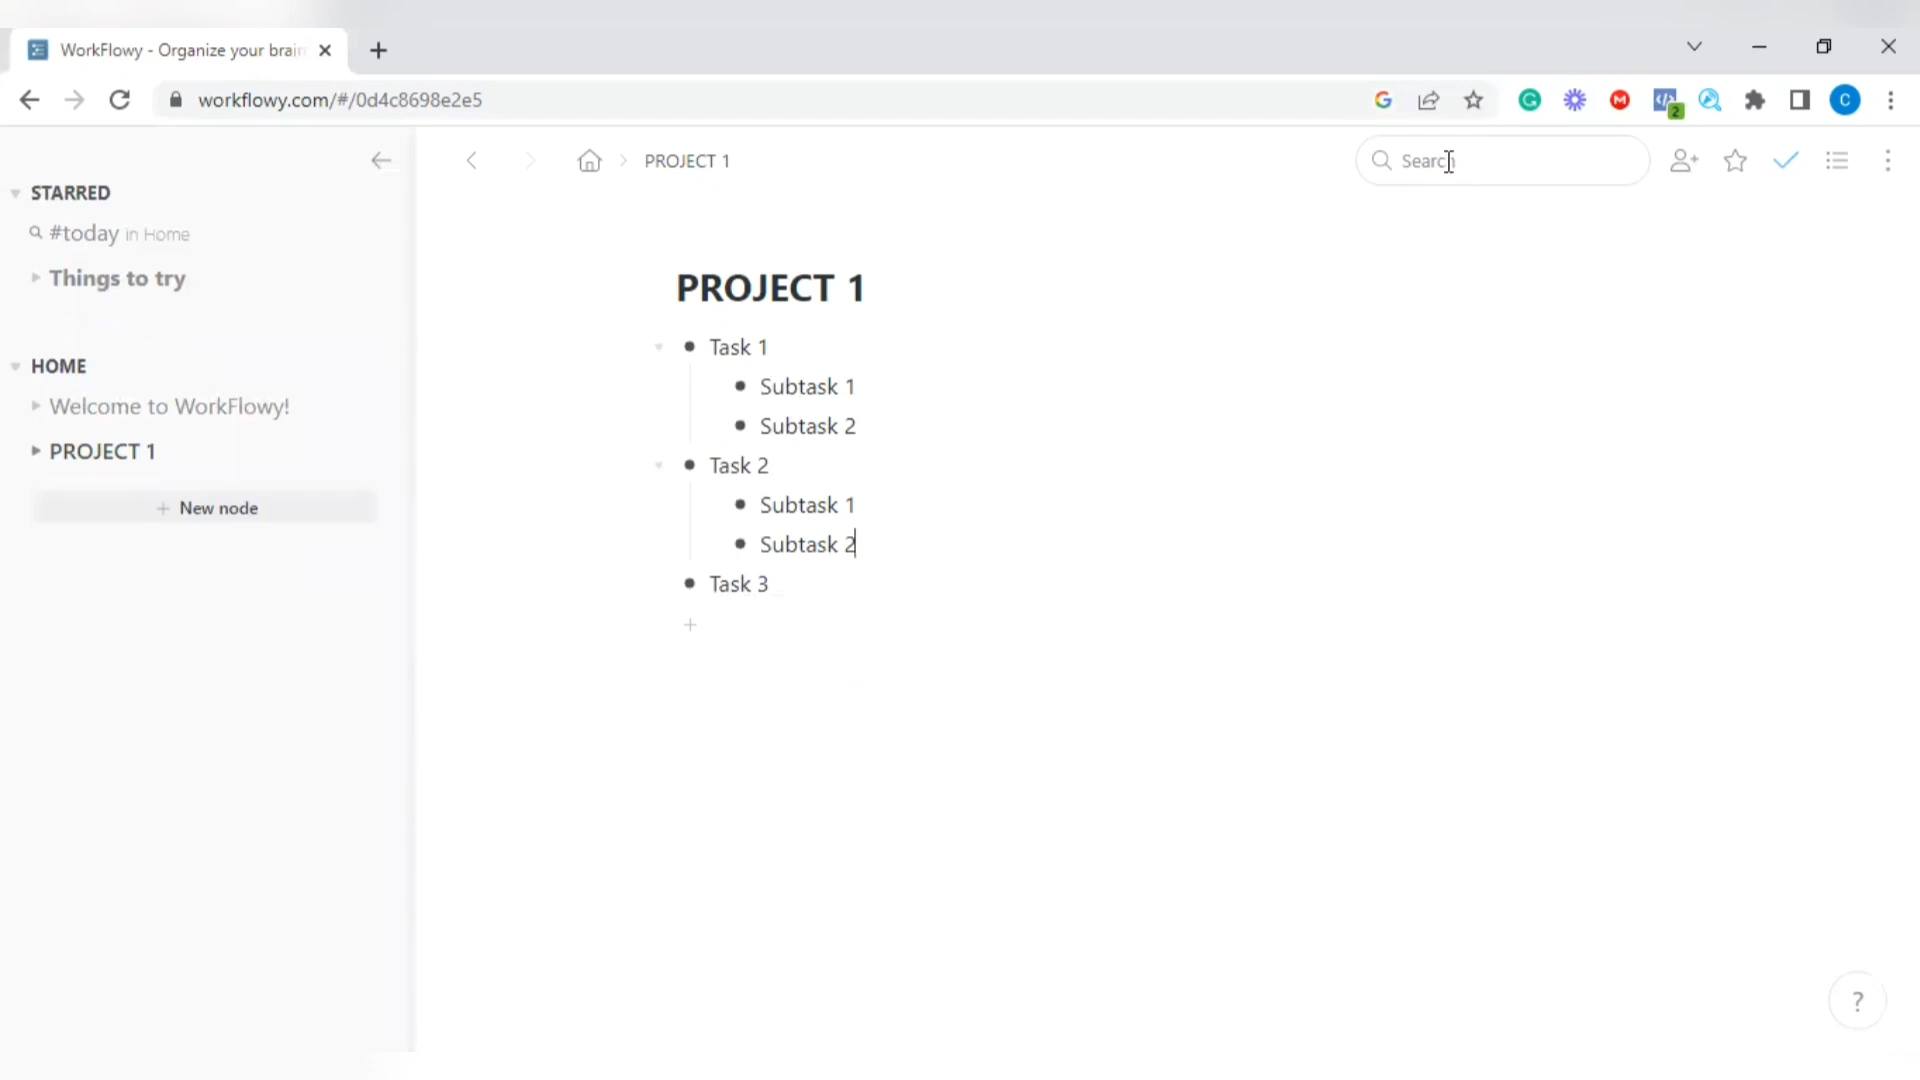 WorkFlowy - Organize your brain
workflowy.com/#/0d4c8698e2e5
2
C
STARRED
#today in Home
Things to try
HOME
Welcome to WorkFlowy!
PROJECT 1
+ New node
PROJECT 1
Search
PROJECT 1
Task 1
Subtask 1
Subtask 2
Task 2
Subtask 1
Subtask 2
Task 3
+
?